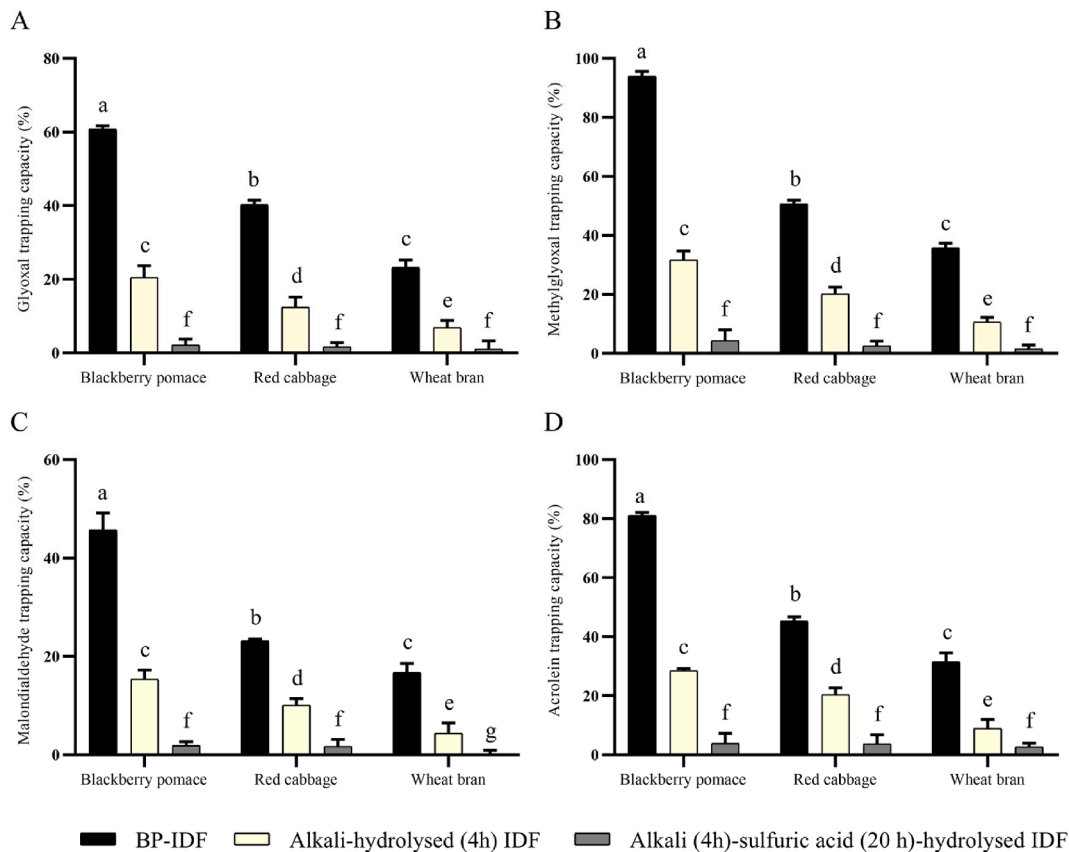 A
Glyoxal trapping capacity (%)
80
60
40
20
0
a
c
f
b
d
f
c
e
f
Blackberry pomace
Red cabbage
Wheat bran
B
Methylglyoxal trapping capacity (%)
100
80
60
40
20
0
a
c
f
b
d
f
c
e
f
Blackberry pomace
Red cabbage
Wheat bran
C
Malondialdehyde trapping capacity (%)
60
40
20
0
a
c
f
b
d
f
c
e
g
Blackberry pomace
Red cabbage
Wheat bran
D
Acrolein trapping capacity (%)
100
80
60
40
20
0
a
c
f
b
d
f
c
e
f
Blackberry pomace
Red cabbage
Wheat bran
BP-IDF
Alkali-hydrolysed (4h) IDF
Alkali (4h)-sulfuric acid (20 h)-hydrolysed IDF